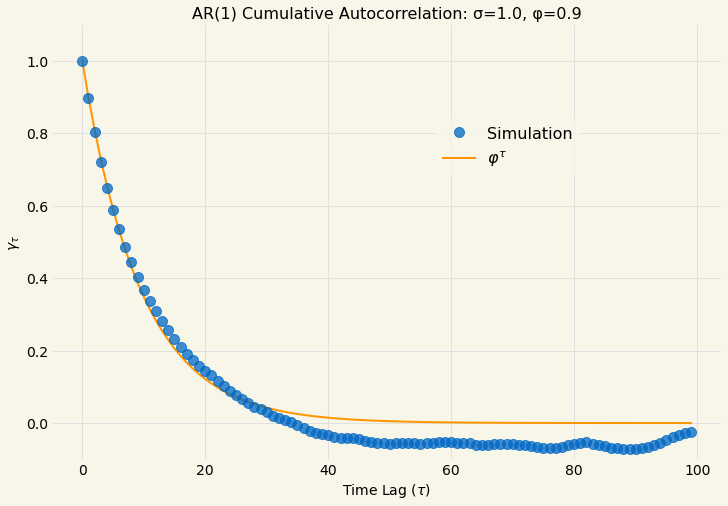 AR(1) Cumulative Autocorrelation: σ=1.0, φ=0.9
1.0
0.8
0.6
0.4
0.2
0.0
γτ
Simulation
φ^τ
0 20 40 60 80 100
Time Lag (τ)